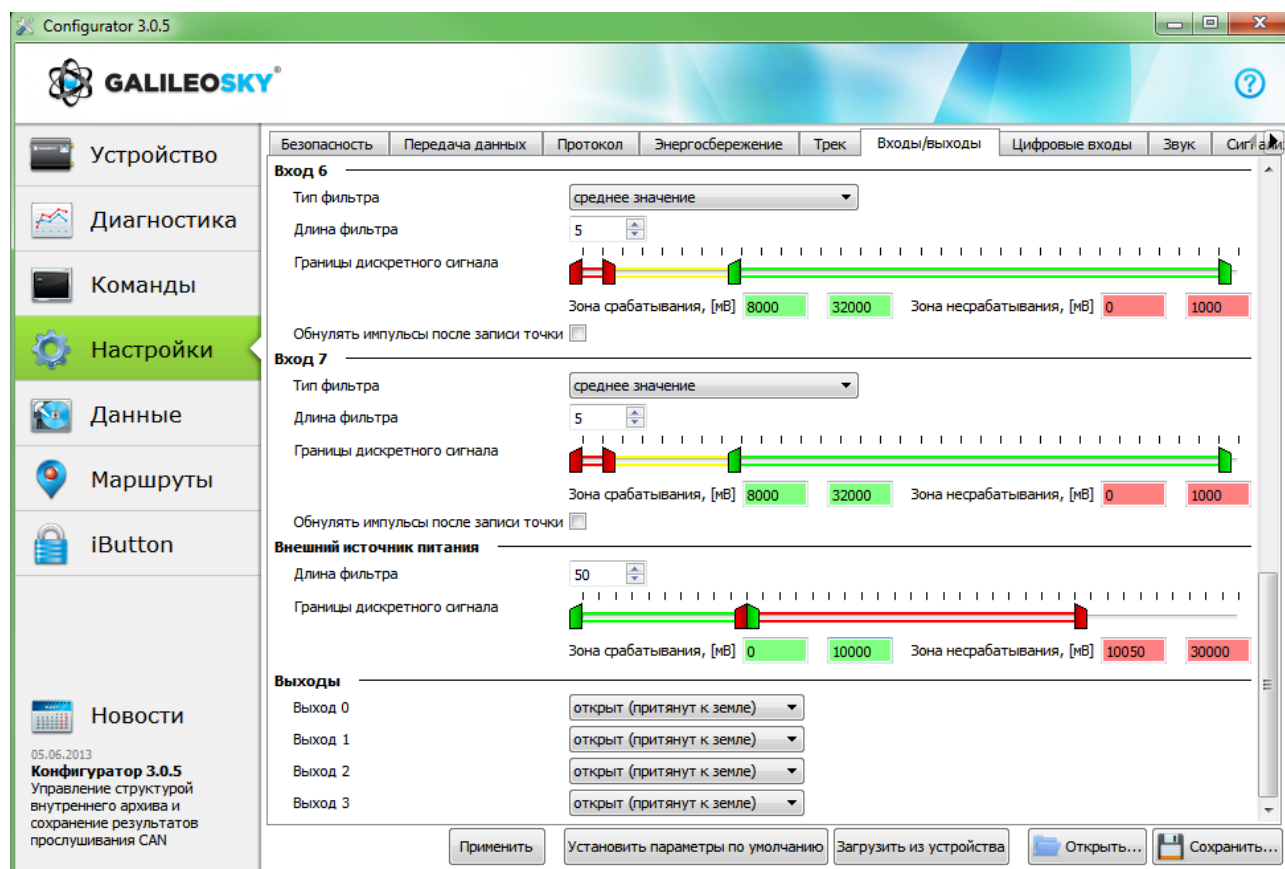 Configurator 3.0.5
GALILEOSKY®
?
Устройство
Диагностика
Команды
Настройки
Данные
Маршруты
iButton
Новости
05.06.2013
Конфигуратор 3.0.5
Управление структурой
внутреннего архива и
сохранение результатов
прослушивания CAN
Безопасность Передача данных Протокол Энергосбережение Трек Входы/выходы Цифровые входы Звук
Вход 6
Тип фильтра среднее значение
Длина фильтра 5
Границы дискретного сигнала
Зона срабатывания, [мВ] 8000 32000 Зона несрабатывания, [мВ] 0 1000
Обнулять импульсы после записи точки
Вход 7
Тип фильтра среднее значение
Длина фильтра 5
Границы дискретного сигнала
Зона срабатывания, [мВ] 8000 32000 Зона несрабатывания, [мВ] 0 1000
Обнулять импульсы после записи точки
Внешний источник питания
Длина фильтра 50
Границы дискретного сигнала
Зона срабатывания, [мВ] 0 10000 Зона несрабатывания, [мВ] 10050 30000
Выходы
Выход 0 открыт (притянут к земле)
Выход 1 открыт (притянут к земле)
Выход 2 открыт (притянут к земле)
Выход 3 открыт (притянут к земле)
Применить Установить параметры по умолчанию Загрузить из устройства Открыть... Сохранить...